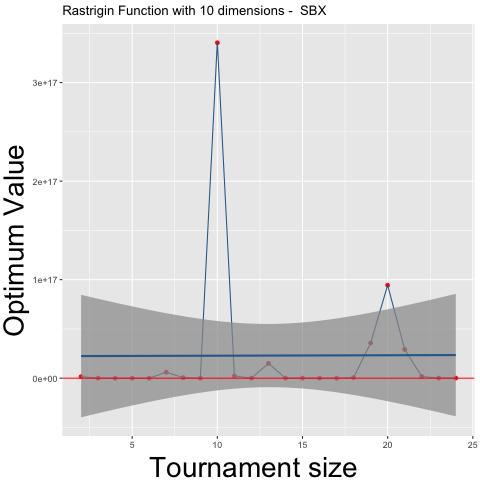 Rastrigin Function with 10 dimensions - SBX
Optimum Value
3e+17
2e+17
1e+17
0e+00
5
10
15
20
25
Tournament size